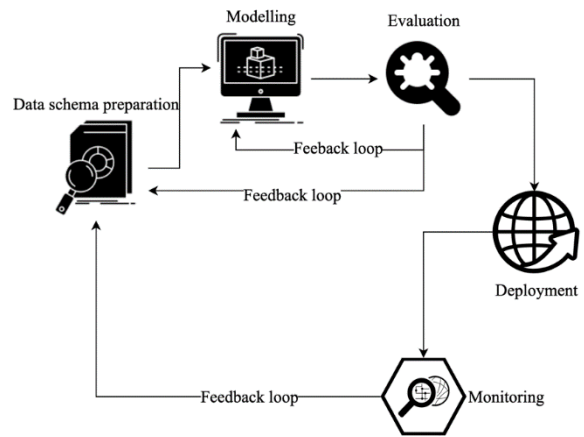 Modelling
Evaluation
Data schema preparation
Feeback loop
Feedback loop
Deployment
Feedback loop
Monitoring